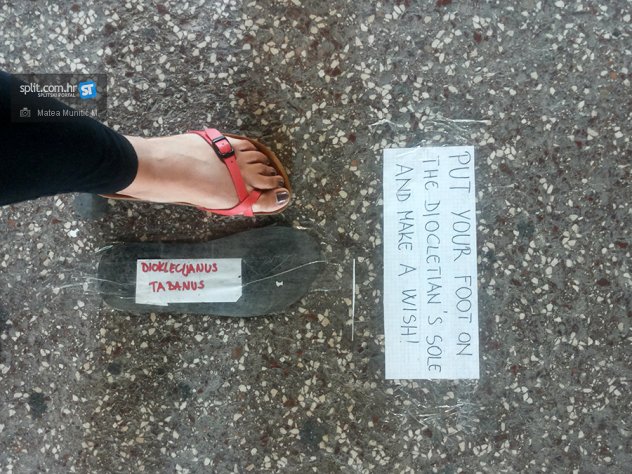 split.com.hr
SPLITSKI PORTAL
ST
Matea Munitić M
DIOKLECIJANUS
TABANUS
PUT YOUR FOOT ON
THE DIOCLETIAN'S SOLE
AND MAKE A WISH!